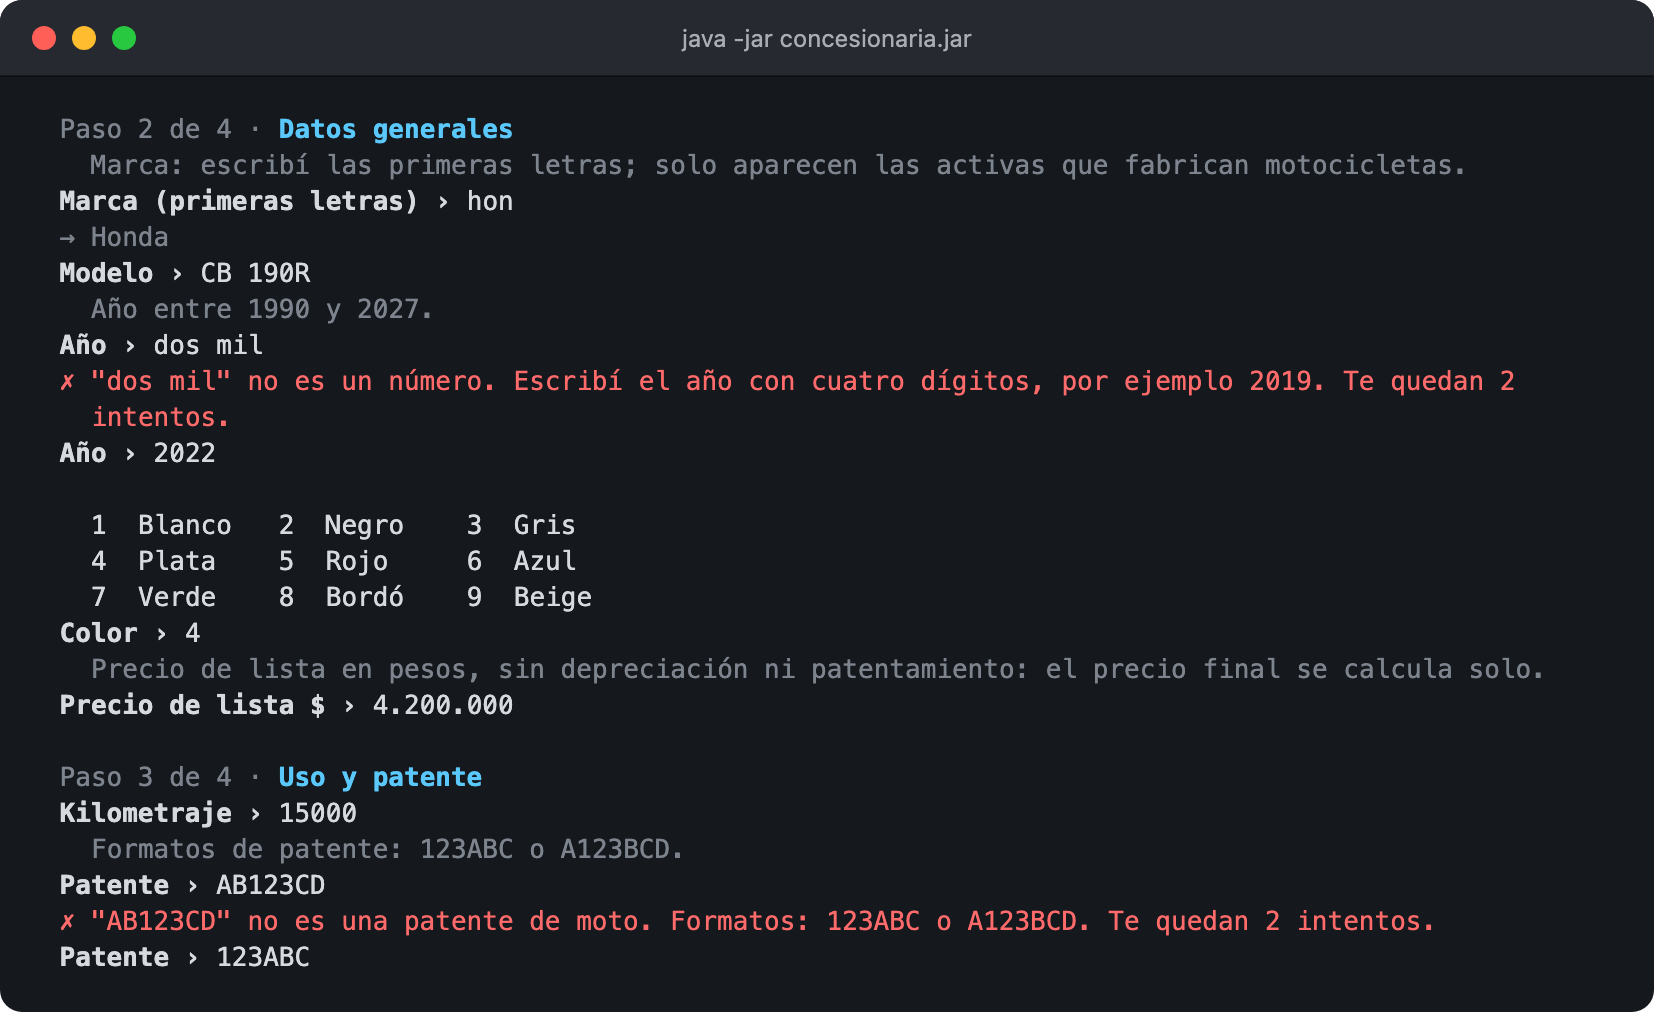 java -jar concesionaria.jar
Paso 2 de 4 · Datos generales
Marca: escribí las primeras letras; solo aparecen las activas que fabrican motocicletas.
Marca (primeras letras) › hon
→ Honda
Modelo › CB 190R
Año entre 1990 y 2027.
Año › dos mil
✗ "dos mil" no es un número. Escribí el año con cuatro dígitos, por ejemplo 2019. Te quedan 2
intentos.
Año › 2022
1 Blanco 2 Negro 3 Gris
4 Plata 5 Rojo 6 Azul
7 Verde 8 Bordó 9 Beige
Color › 4
Precio de lista en pesos, sin depreciación ni patentamiento: el precio final se calcula solo.
Precio de lista $ › 4.200.000
Paso 3 de 4 · Uso y patente
Kilometraje › 15000
Formatos de patente: 123ABC o A123BCD.
Patente › AB123CD
✗ "AB123CD" no es una patente de moto. Formatos: 123ABC o A123BCD. Te quedan 2 intentos.
Patente › 123ABC